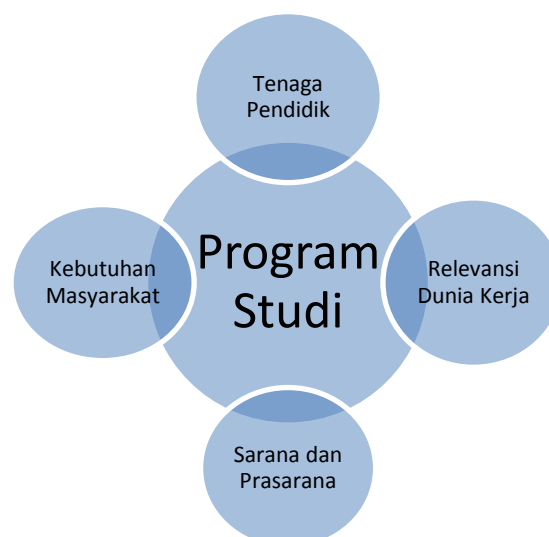 Tenaga
Pendidik
Kebutuhan
Masyarakat
Program
Studi
Relevansi
Dunia Kerja
Sarana dan
Prasarana